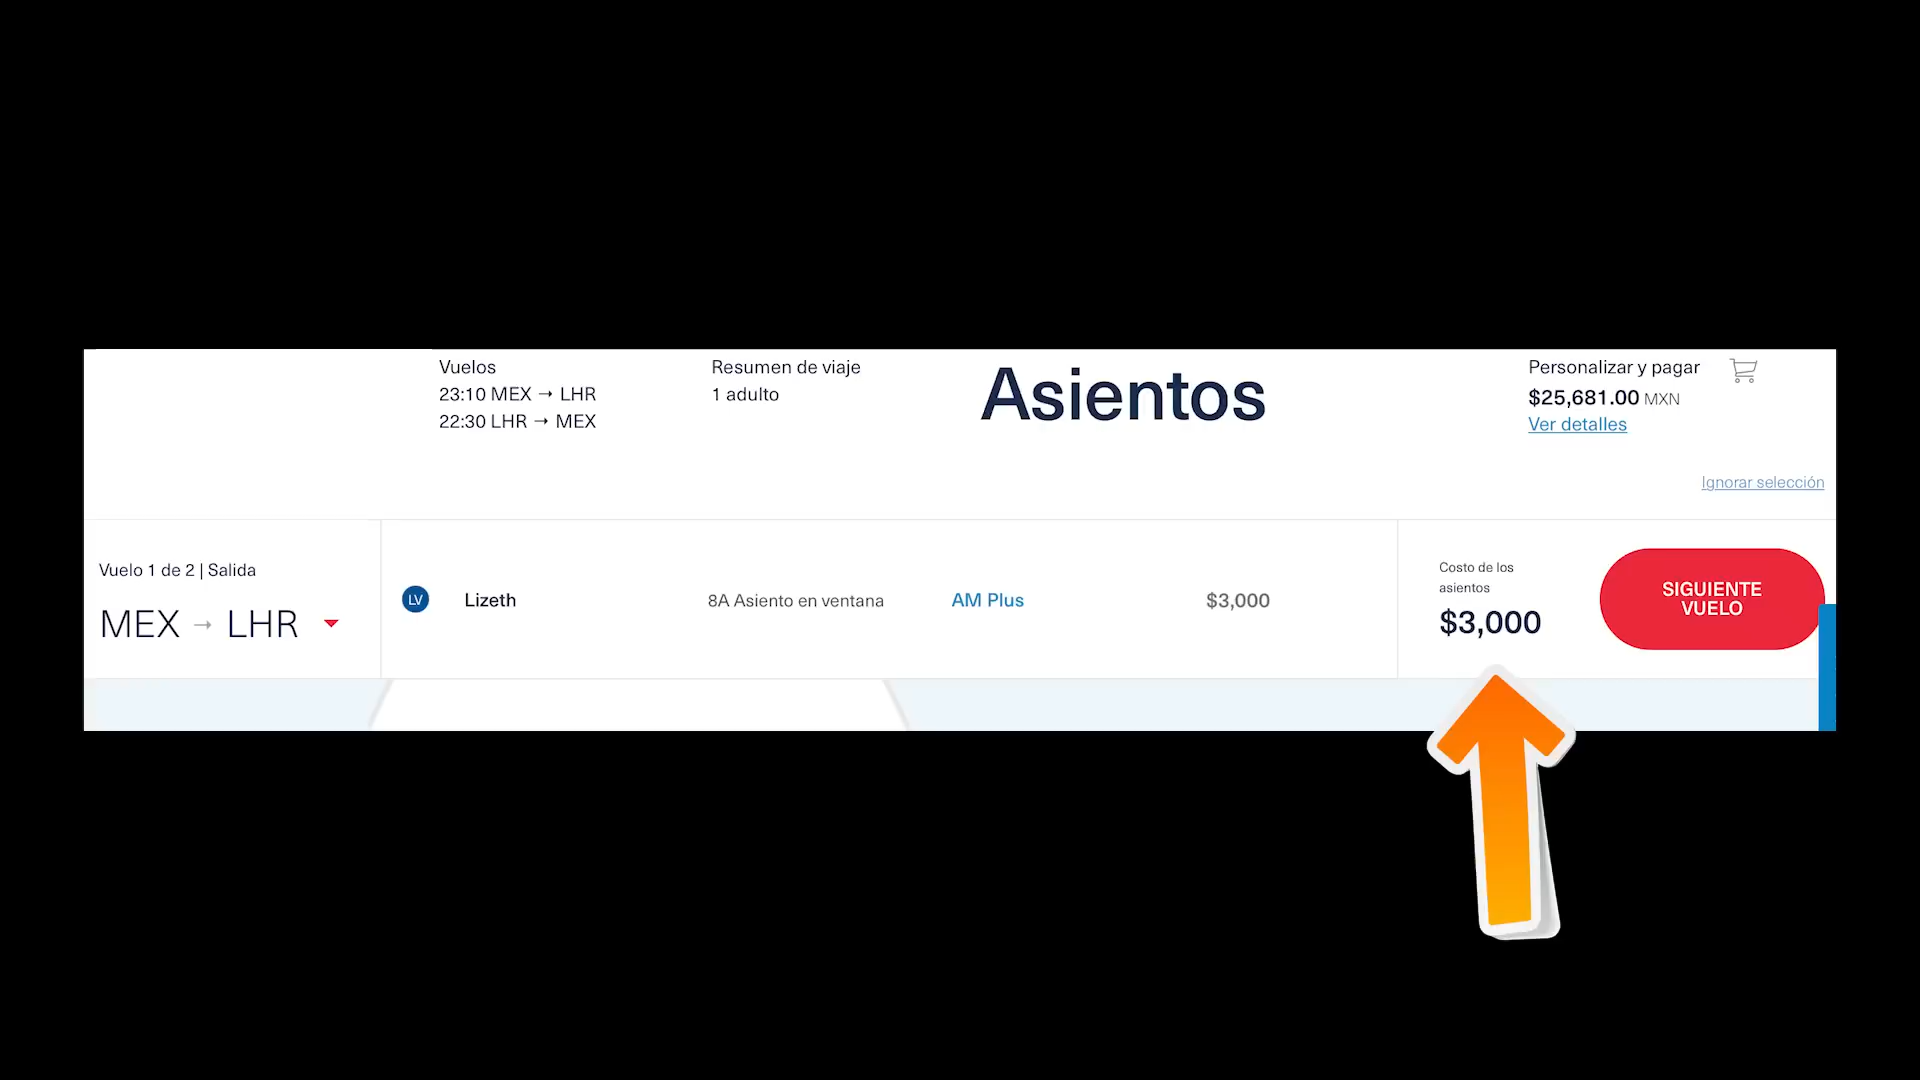 Vuelos
23:10 MEX → LHR
22:30 LHR → MEX
Resumen de viaje
1 adulto
Asientos
Personalizar y pagar
$25,681.00 MXN
Ver detalles
Ignorar selección
Vuelo 1 de 2 | Salida
MEX → LHR
LV
Lizeth
8A Asiento en ventana
AM Plus
$3,000
Costo de los
asientos
$3,000
SIGUIENTE
VUELO